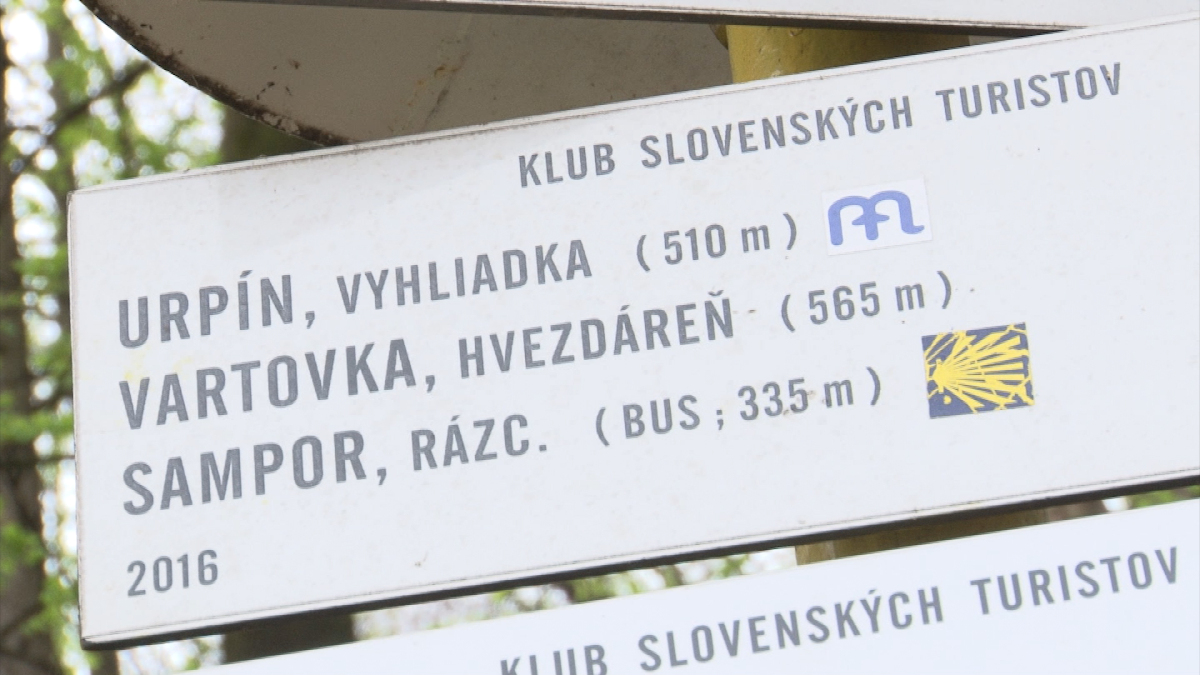 KLUB SLOVENSKÝCH TURISTOV
URPÍN, VYHLIADKA (510 m)
VARTOVKA, HVEZDÁREŇ (565 m)
SAMPOR, RÁZC. (BUS ; 335 m)
2016
KLUB SLOVENSKÝCH TURISTOV